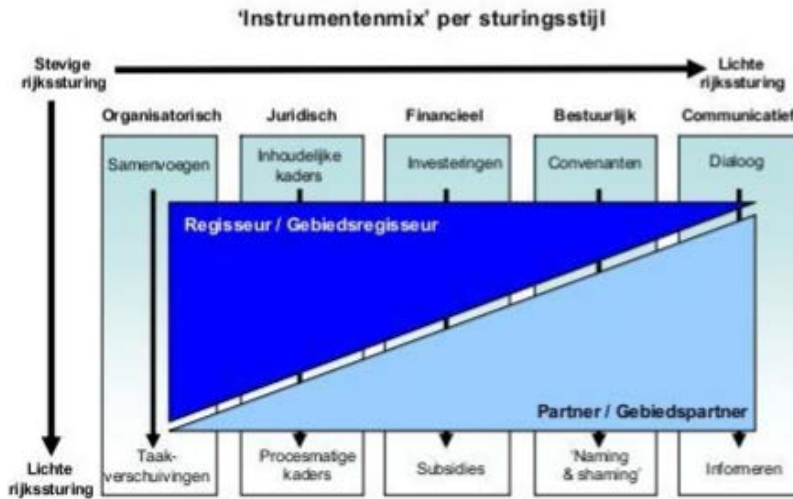 ‘Instrumentenmix’ per sturingsstijl
Stevige
rijkssturing
Lichte
rijkssturing
Organisatorisch
Juridisch
Financieel
Bestuurlijk
Communicatief
Samenvoegen
Inhoudelijke
kaders
Investeringen
Convenanten
Dialoog
Regisseur / Gebiedsregisseur
Partner / Gebiedspartner
Lichte
rijkssturing
Taak-
verschuivingen
Procesmatige
kaders
Subsidies
‘Naming
& shaming’
Informeren